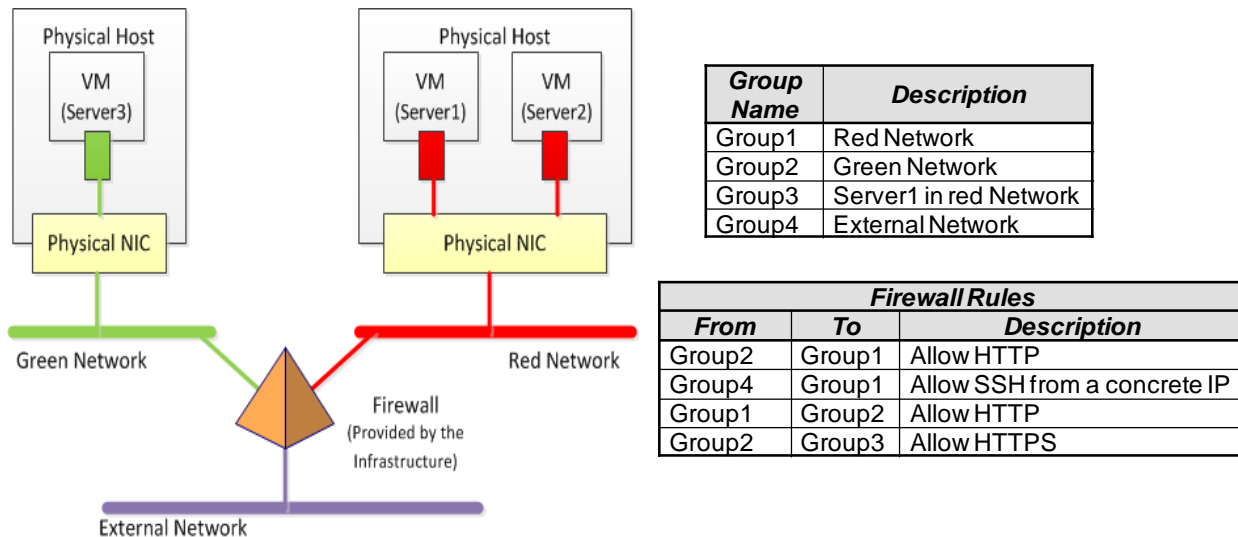 Physical Host
VM
(Server3)
Physical NIC
Green Network
Physical Host
VM
(Server1)
VM
(Server2)
Physical NIC
Red Network
Firewall
(Provided by the
Infrastructure)
External Network
Group Name Description
Group1 Red Network
Group2 Green Network
Group3 Server1 in red Network
Group4 External Network
Firewall Rules
From To Description
Group2 Group1 Allow HTTP
Group4 Group1 Allow SSH from a concrete IP
Group1 Group2 Allow HTTP
Group2 Group3 Allow HTTPS